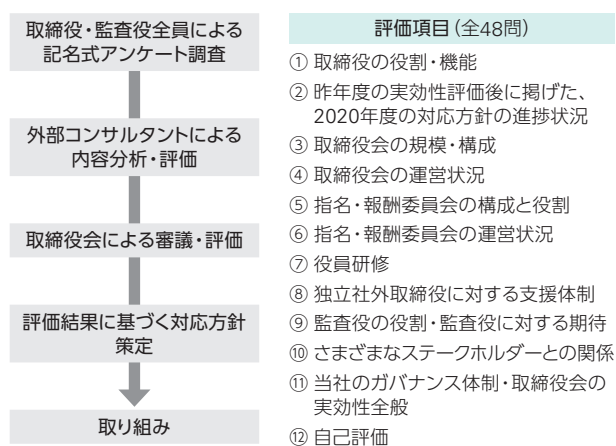 取締役・監査役全員による
記名式アンケート調査
外部コンサルタントによる
内容分析・評価
取締役会による審議・評価
評価結果に基づく対応方針
策定
取り組み
評価項目（全48問）
① 取締役の役割・機能
② 昨年度の実効性評価後に掲げた、
2020年度の対応方針の進捗状況
③ 取締役会の規模・構成
④ 取締役会の運営状況
⑤ 指名・報酬委員会の構成と役割
⑥ 指名・報酬委員会の運営状況
⑦ 役員研修
⑧ 独立社外取締役に対する支援体制
⑨ 監査役の役割・監査役に対する期待
⑩ さまざまなステークホルダーとの関係
⑪ 当社のガバナンス体制・取締役会の
実効性全般
⑫ 自己評価